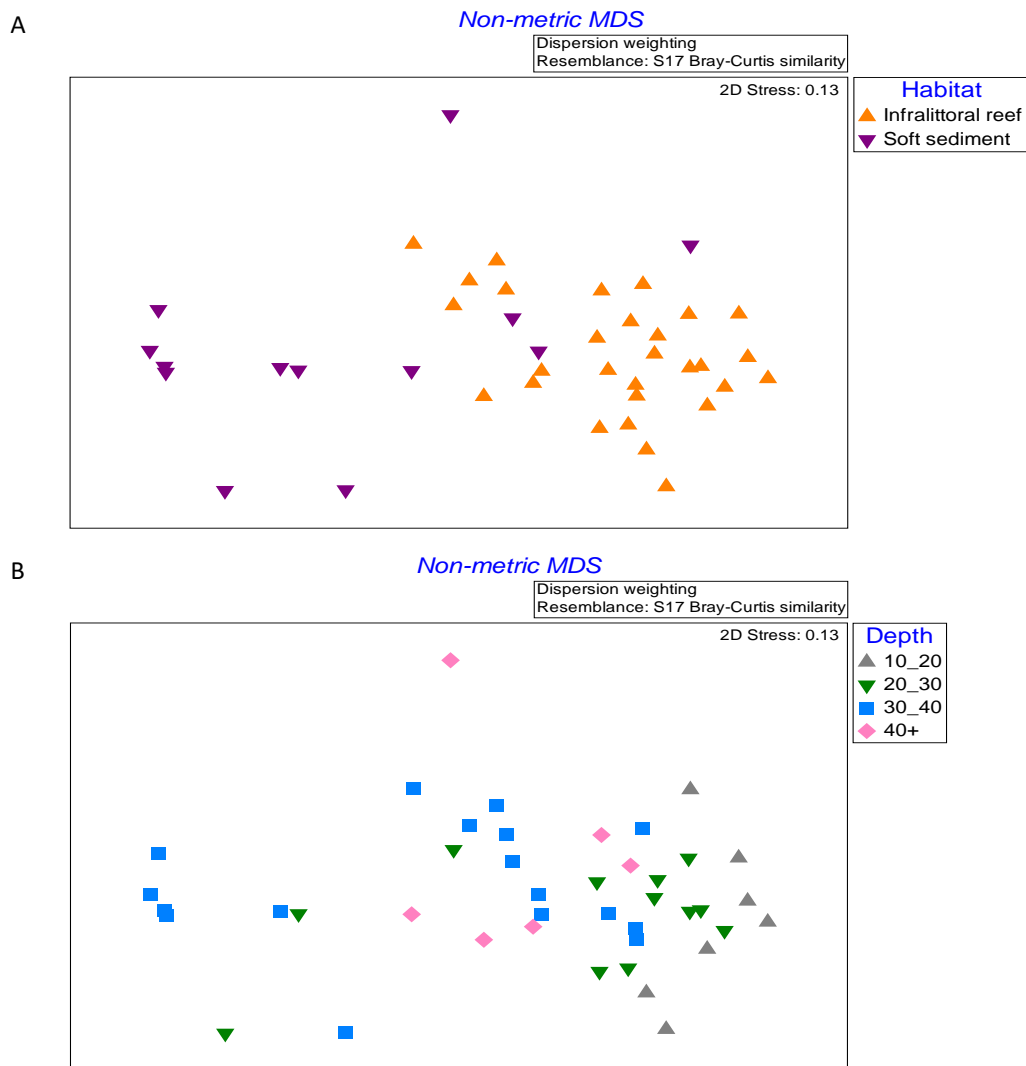 A
Non-metric MDS
Dispersion weighting
Resemblance: S17 Bray-Curtis similarity
2D Stress: 0.13
Habitat
Infralittoral reef
Soft sediment
B
Non-metric MDS
Dispersion weighting
Resemblance: S17 Bray-Curtis similarity
2D Stress: 0.13
Depth
10_20
20_30
30_40
40+